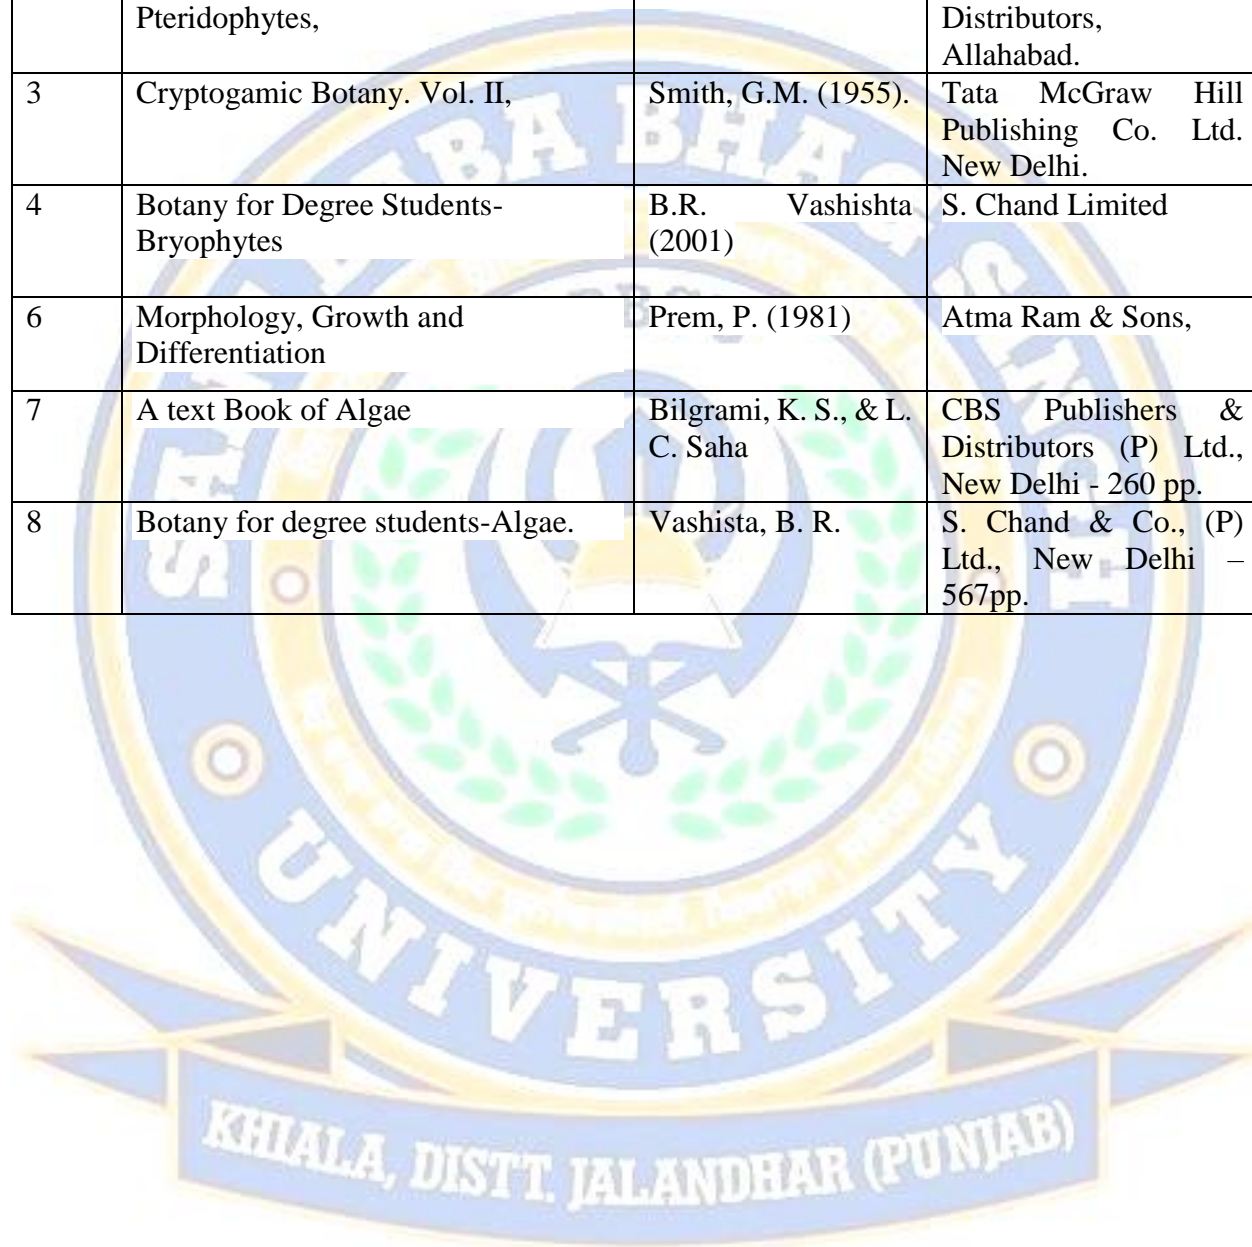 Pteridophytes, Distributors,
Allahabad.
3 Cryptogamic Botany. Vol. II, Smith, G.M. (1955). Tata McGraw Hill
Publishing Co. Ltd.
New Delhi.
4 Botany for Degree Students- B.R. Vashishta S. Chand Limited
Bryophytes (2001)
6 Morphology, Growth and Prem, P. (1981) Atma Ram & Sons,
Differentiation
7 A text Book of Algae Bilgrami, K. S., & L. CBS Publishers &
C. Saha Distributors (P) Ltd.,
New Delhi - 260 pp.
8 Botany for degree students-Algae. Vashista, B. R. S. Chand & Co., (P)
Ltd., New Delhi –
567pp.
UNIVERSITY
KHIALA, DISTT. JALANDHAR (PUNJAB)